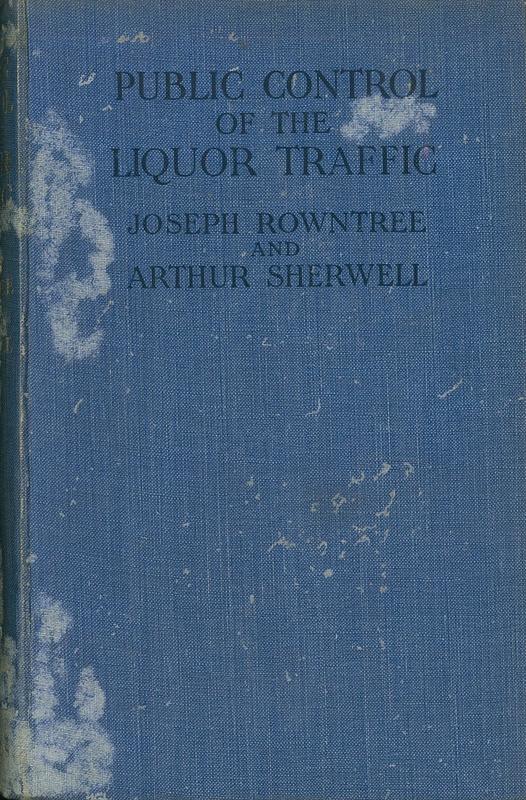 PUBLIC CONTROL
OF THE
LIQUOR TRAFFIC
JOSEPH ROWNTREE
AND
ARTHUR SHERWELL